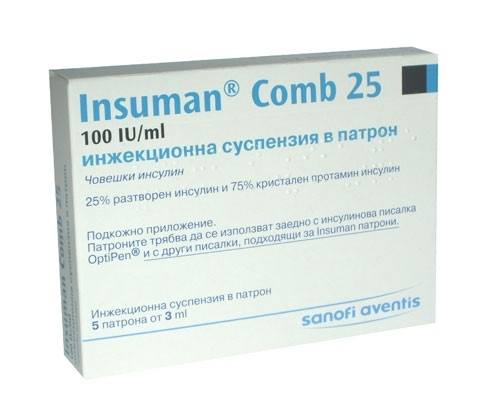 Insuman® Comb 25
100 IU/ml
инжекционна суспензия в патрон
Човешки инсулин
25% разтворен инсулин и 75% кристален протамин инсулин
Подкожно приложение.
Патроните трябва да се използват заедно с инсулинова писалка
OptiPen® и с други писалки, подходящи за Insuman патрони.
Инжекционна суспензия в патрон
5 патрона от 3 ml
sanofi aventis